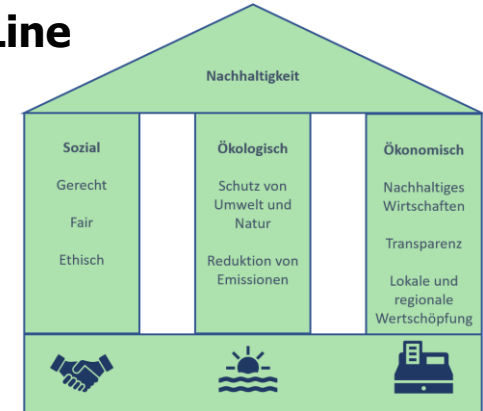 Line
Nachhaltigkeit
Sozial
Gerecht
Fair
Ethisch
Ökologisch
Schutz von
Umwelt und
Natur
Reduktion von
Emissionen
Ökonomisch
Nachhaltiges
Wirtschaften
Transparenz
Lokale und
regionale
Wertschöpfung